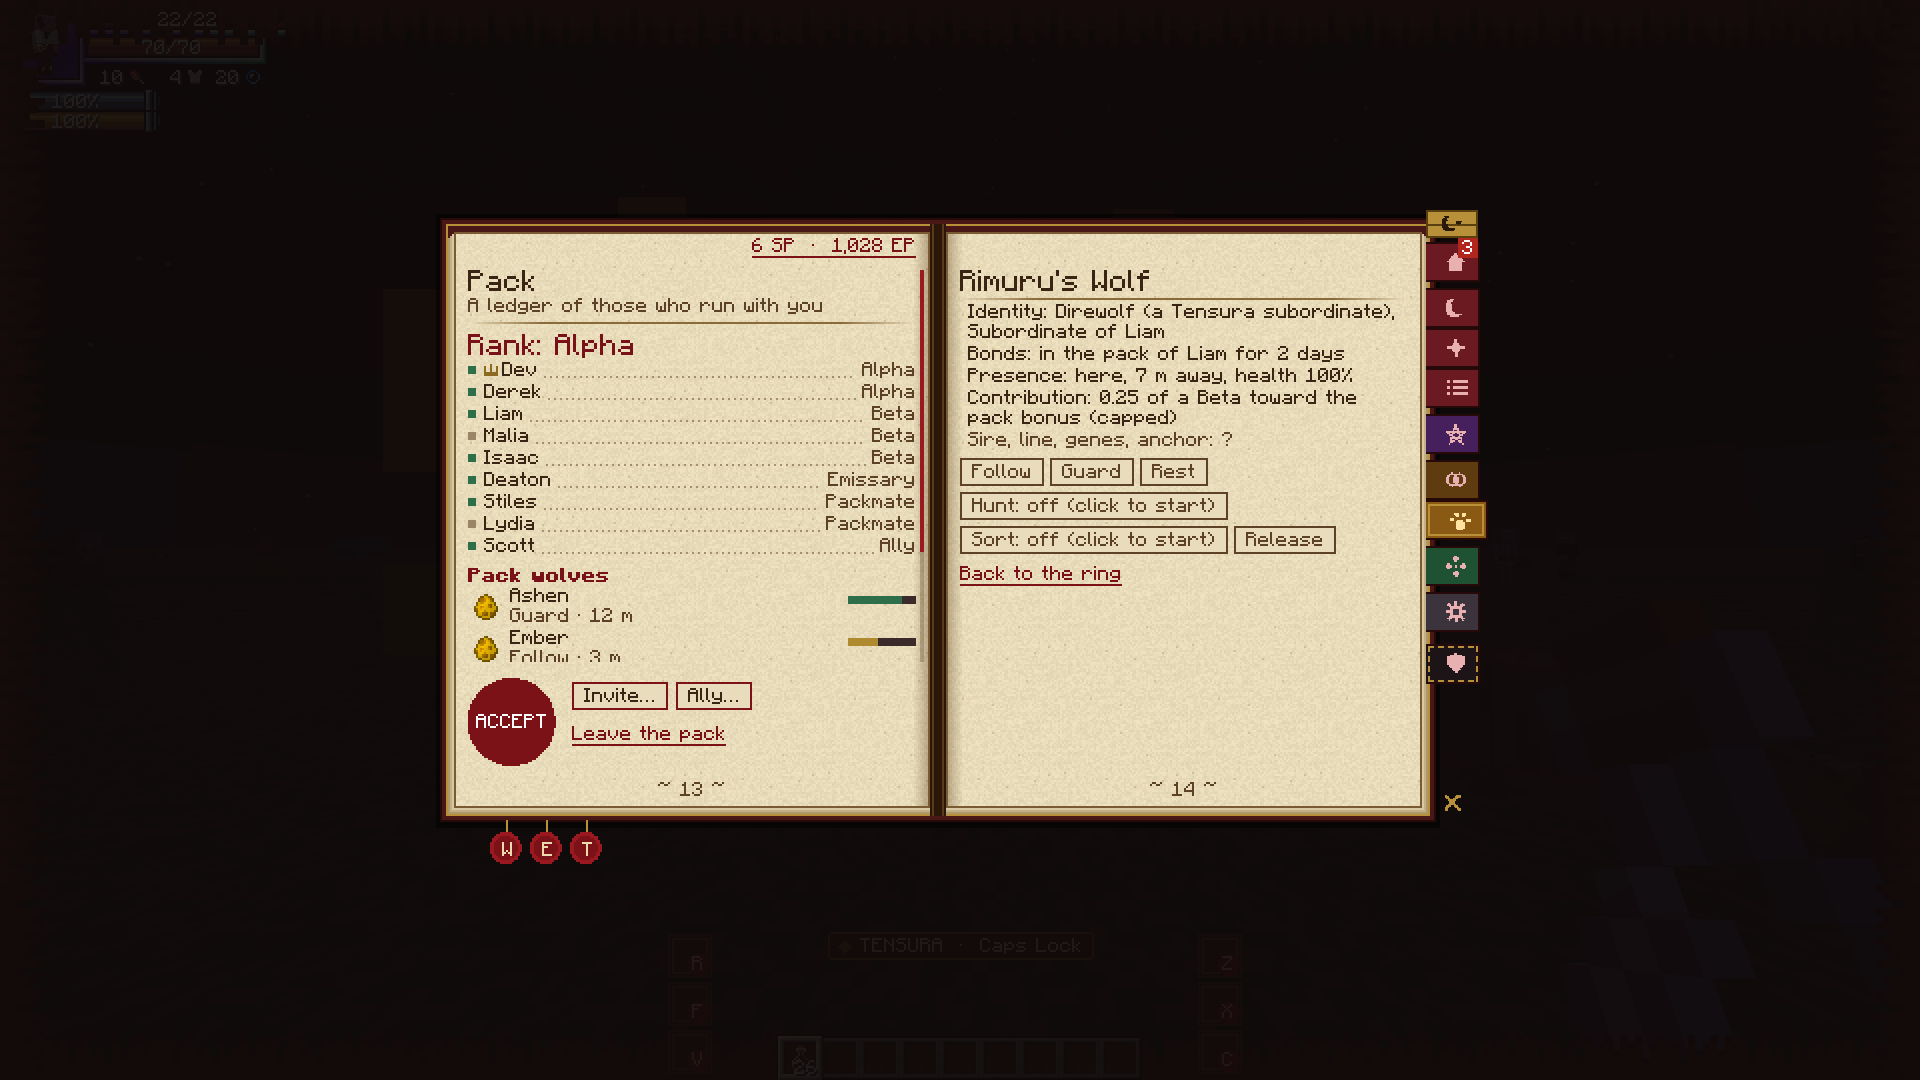 22/22
70/70
10 4 20
100%
100%
6 SP · 1,028 EP
Pack
A ledger of those who run with you
Rank: Alpha
Dev Alpha
Derek Alpha
Liam Beta
Malia Beta
Isaac Beta
Deaton Emissary
Stiles Packmate
Lydia Packmate
Scott Ally
Pack wolves
Ashen
Guard · 12 m
Ember
Follow · 3 m
ACCEPT
Invite...
Ally...
Leave the pack
~ 13 ~
Rimuru's Wolf
Identity: Direwolf (a Tensura subordinate),
Subordinate of Liam
Bonds: in the pack of Liam for 2 days
Presence: here, 7 m away, health 100%
Contribution: 0.25 of a Beta toward the
pack bonus (capped)
Sire, line, genes, anchor: ?
Follow Guard Rest
Hunt: off (click to start)
Sort: off (click to start) Release
Back to the ring
~ 14 ~
3
W E T
TENSURA · Caps Lock
R
F
V
Z
X
C
26